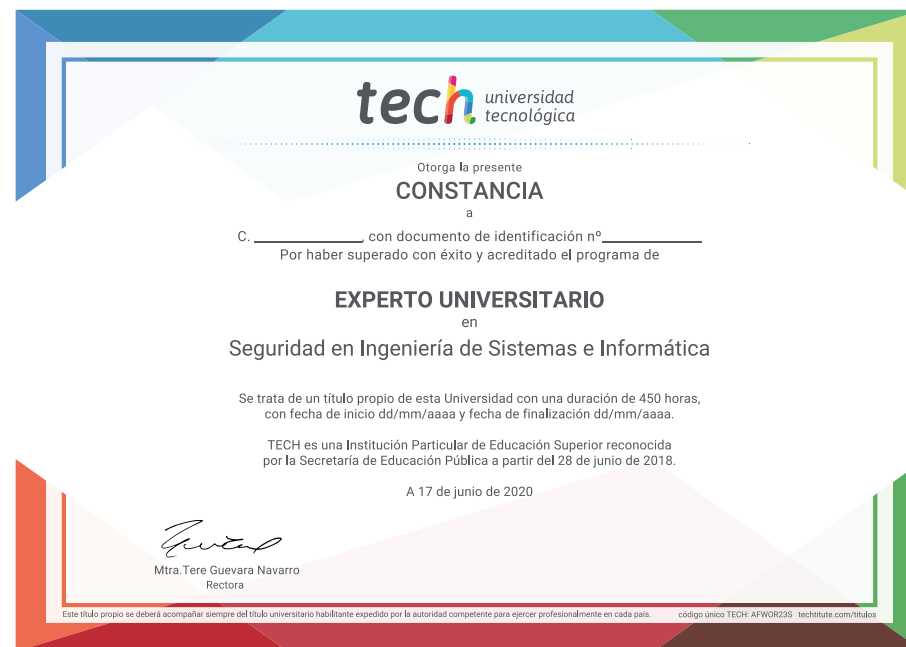 tech universidad
tecnológica
Otorga la presente
CONSTANCIA
a
C. ____________, con documento de identificación nº____________
Por haber superado con éxito y acreditado el programa de
EXPERTO UNIVERSITARIO
en
Seguridad en Ingeniería de Sistemas e Informática
Se trata de un título propio de esta Universidad con una duración de 450 horas,
con fecha de inicio dd/mm/aaaa y fecha de finalización dd/mm/aaaa.
TECH es una Institución Particular de Educación Superior reconocida
por la Secretaría de Educación Pública a partir del 28 de junio de 2018.
A 17 de junio de 2020
Mtra.Tere Guevara Navarro
Rectora
Este título propio se deberá acompañar siempre del título universitario habilitante expedido por la autoridad competente para ejercer profesionalmente en cada país. código único TECH: AFWOR23S techtitute.com/titulos